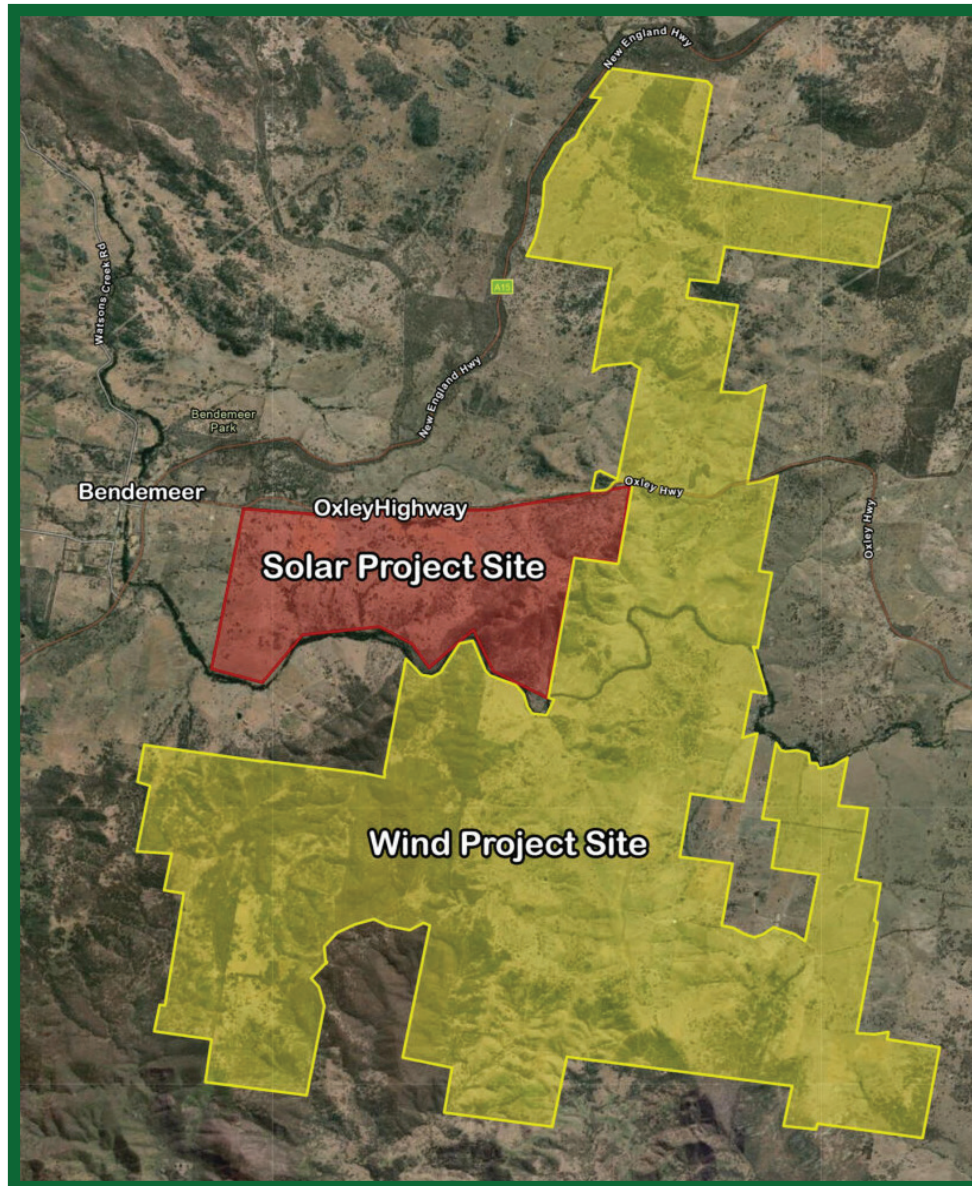 New England Hwy
Watsons Creek Rd
A15
New England Hwy
Bendemeer
Park
Bendemeer
OxleyHighway
Oxley Hwy
Oxley Hwy
Solar Project Site
Wind Project Site